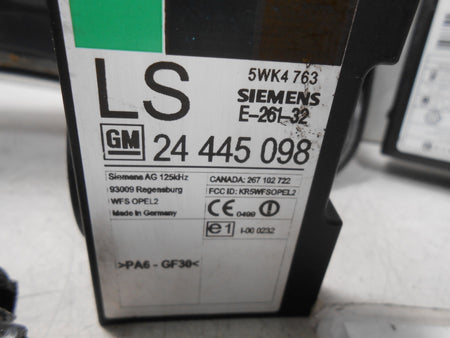 LS
5WK4 763
SIEMENS
E-261-32
GM 24 445 098
Siemens AG 125kHz
93009 Regensburg
WFS OPEL2
Made in Germany
CANADA: 267 102 722
FCC ID: KR5WFSOPEL2
CE 0499
e1 I-00 0232
>PA6 - GF30<